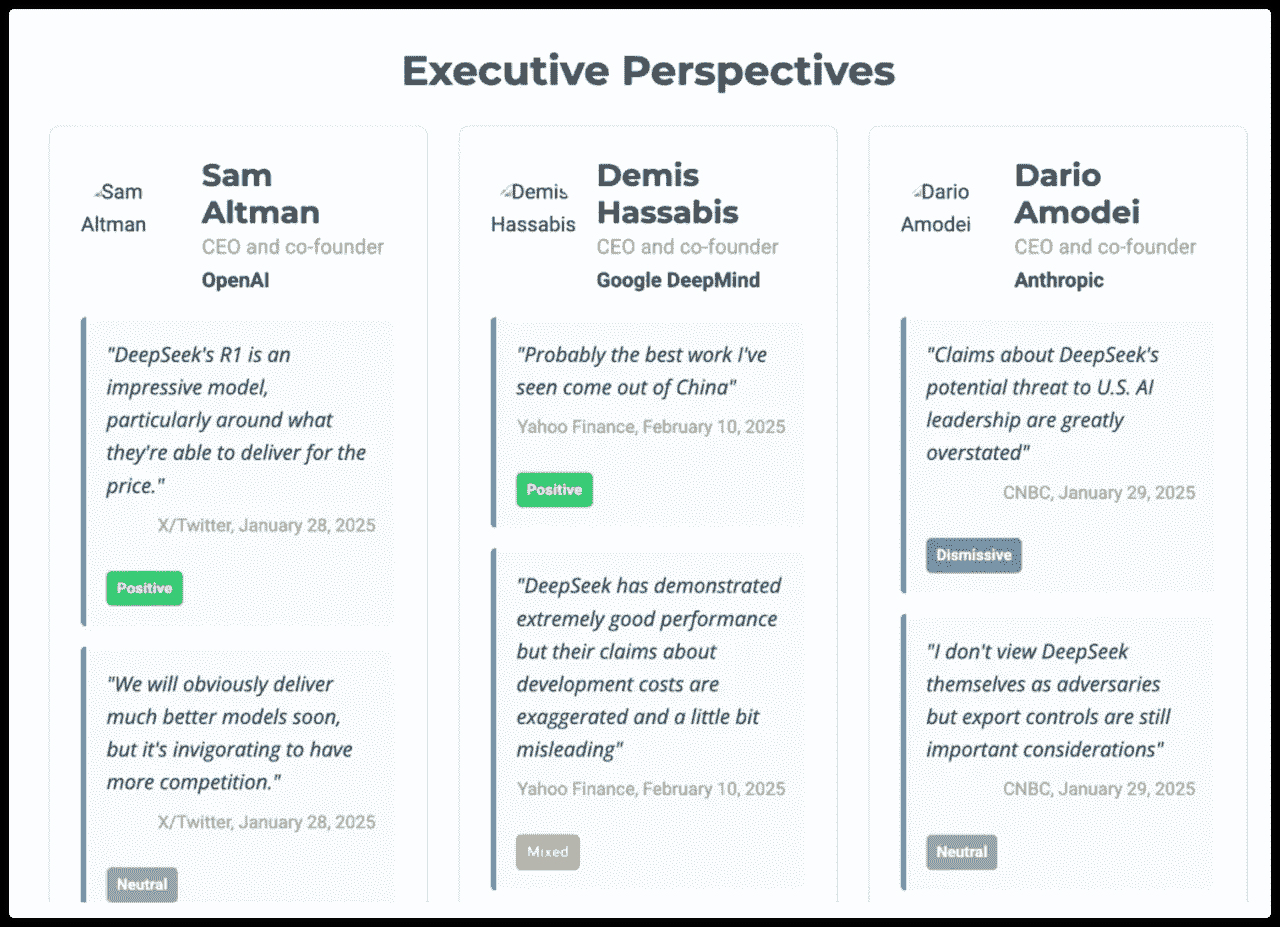 Executive Perspectives
Sam
Altman
Sam
Altman
CEO and co-founder
OpenAI
"DeepSeek's R1 is an
impressive model,
particularly around what
they're able to deliver for the
price."
X/Twitter, January 28, 2025
Positive
"We will obviously deliver
much better models soon,
but it's invigorating to have
more competition."
X/Twitter, January 28, 2025
Neutral
Demis
Hassabis
Demis
Hassabis
CEO and co-founder
Google DeepMind
"Probably the best work I've
seen come out of China"
Yahoo Finance, February 10, 2025
Positive
"DeepSeek has demonstrated
extremely good performance
but their claims about
development costs are
exaggerated and a little bit
misleading"
Yahoo Finance, February 10, 2025
Mixed
Dario
Amodei
Dario
Amodei
CEO and co-founder
Anthropic
"Claims about DeepSeek's
potential threat to U.S. AI
leadership are greatly
overstated"
CNBC, January 29, 2025
Dismissive
"I don't view DeepSeek
themselves as adversaries
but export controls are still
important considerations"
CNBC, January 29, 2025
Neutral